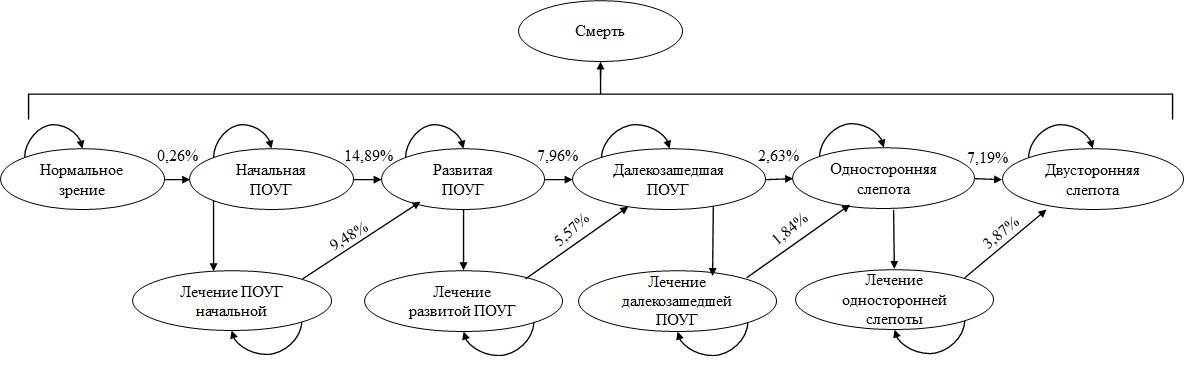 Смерть
Нормальное
зрение
0,26%
Начальная
ПОУГ
14,89%
Развитая
ПОУГ
7,96%
Далекозашедшая
ПОУГ
2,63%
Односторонняя
слепота
7,19%
Двусторонняя
слепота
9,48%
5,57%
1,84%
3,87%
Лечение ПОУГ
начальной
Лечение
развитой ПОУГ
Лечение
далекозашедшей
ПОУГ
Лечение
односторонней
слепоты